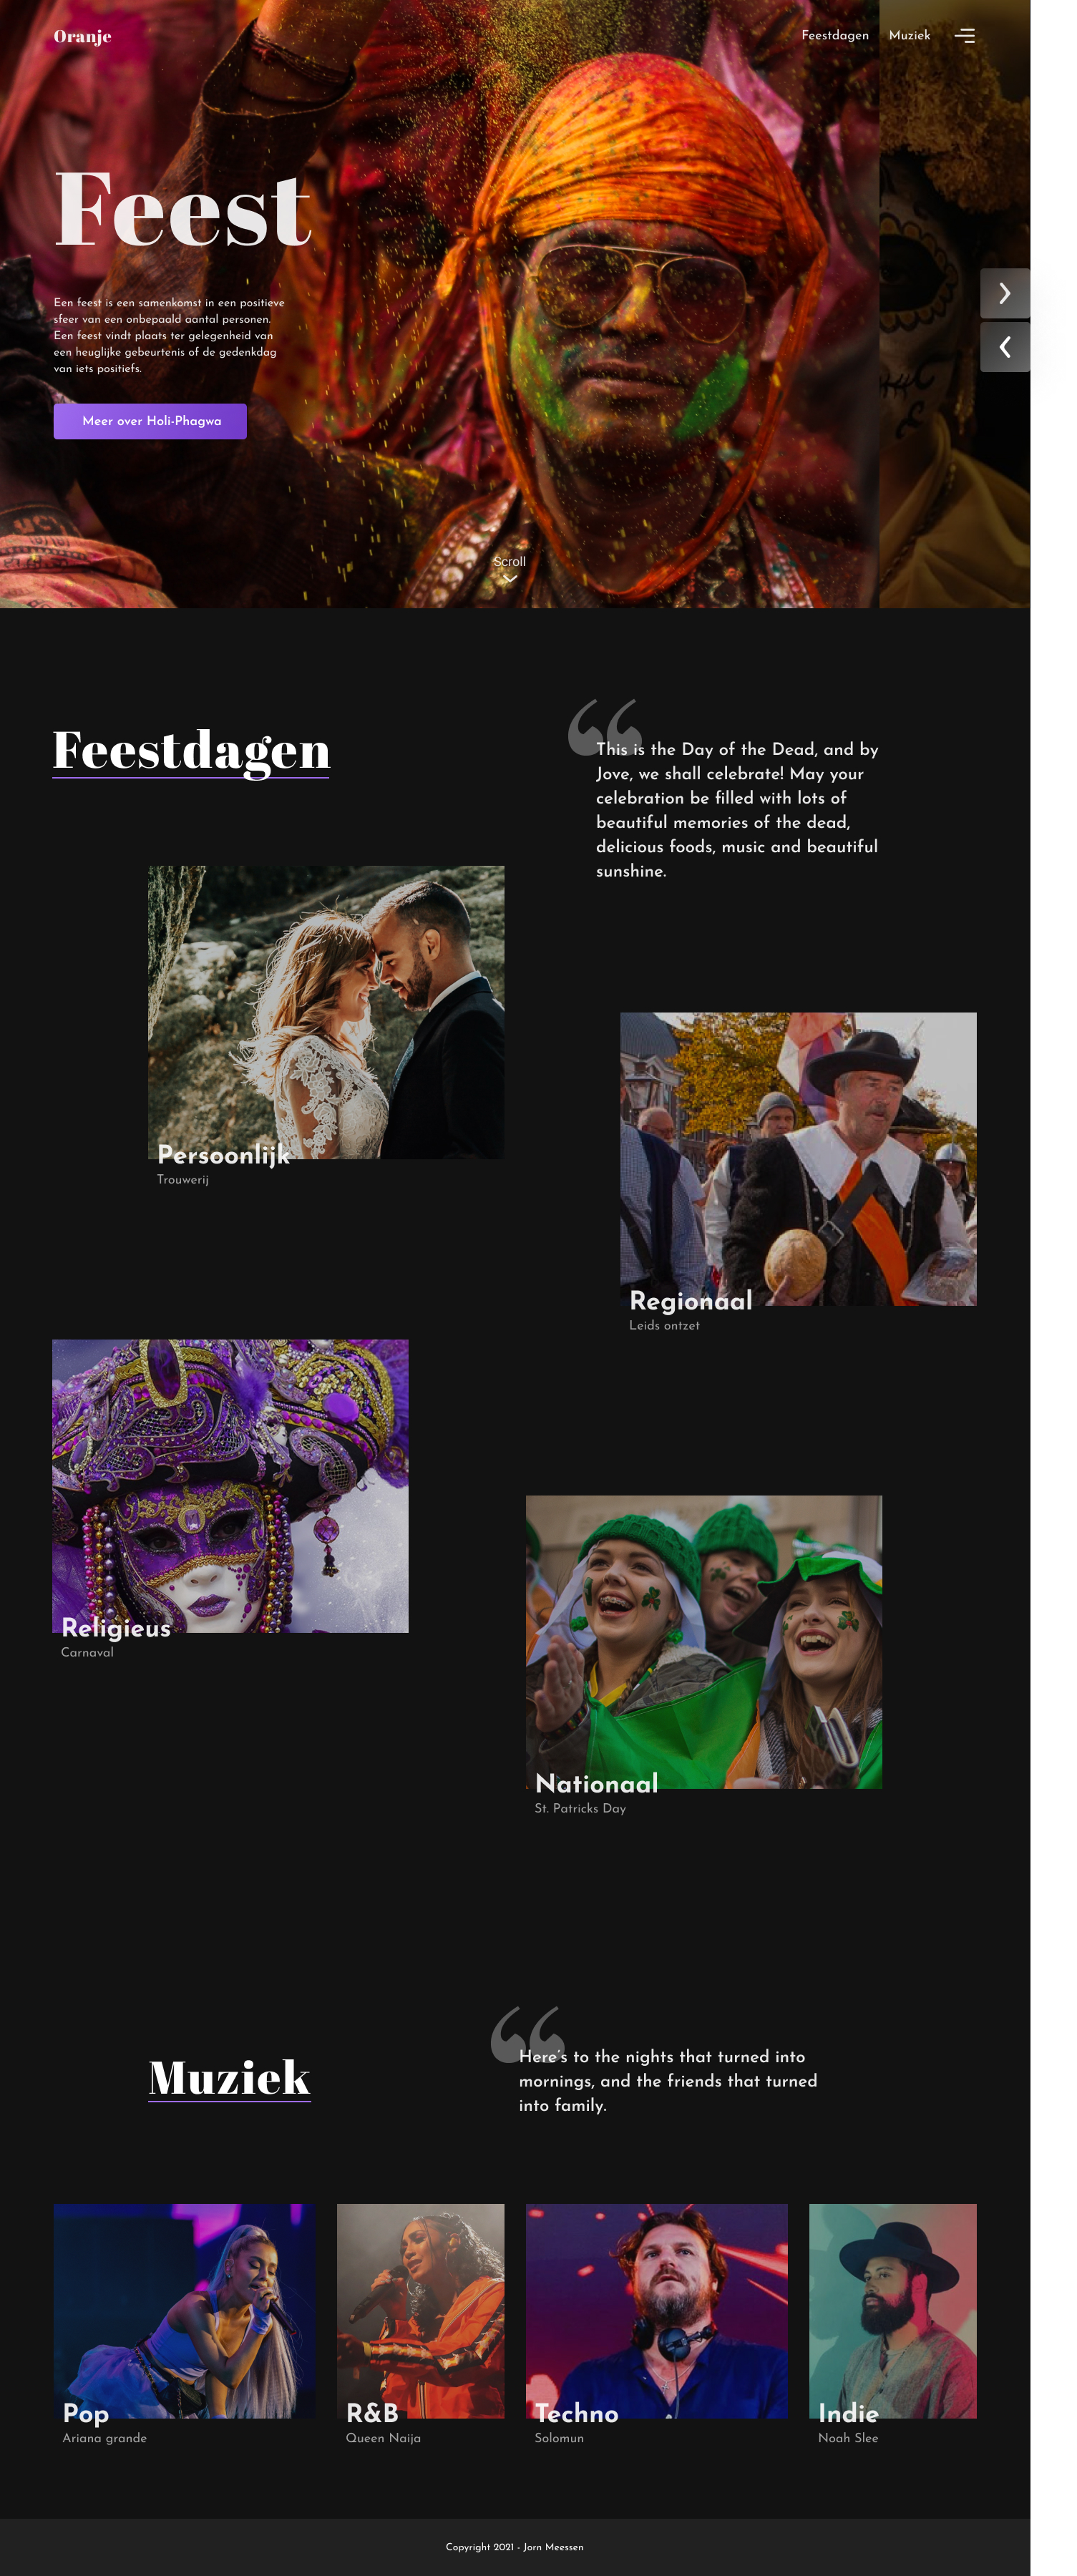 Oranje
Feestdagen
Muziek
Feest
Een feest is een samenkomst in een positieve
sfeer van een onbepaald aantal personen.
Een feest vindt plaats ter gelegenheid van
een heuglijke gebeurtenis of de gedenkdag
van iets positiefs.
Meer over Holi-Phagwa
Scroll
Feestdagen
“
This is the Day of the Dead, and by
Jove, we shall celebrate! May your
celebration be filled with lots of
beautiful memories of the dead,
delicious foods, music and beautiful
sunshine.
Persoonlijk
Trouwerij
Regionaal
Leids ontzet
Religieus
Carnaval
Nationaal
St. Patricks Day
Muziek
“
Here's to the nights that turned into
mornings, and the friends that turned
into family.
Pop
Ariana grande
R&B
Queen Naija
Techno
Solomun
Indie
Noah Slee
Copyright 2021 - Jorn Meessen